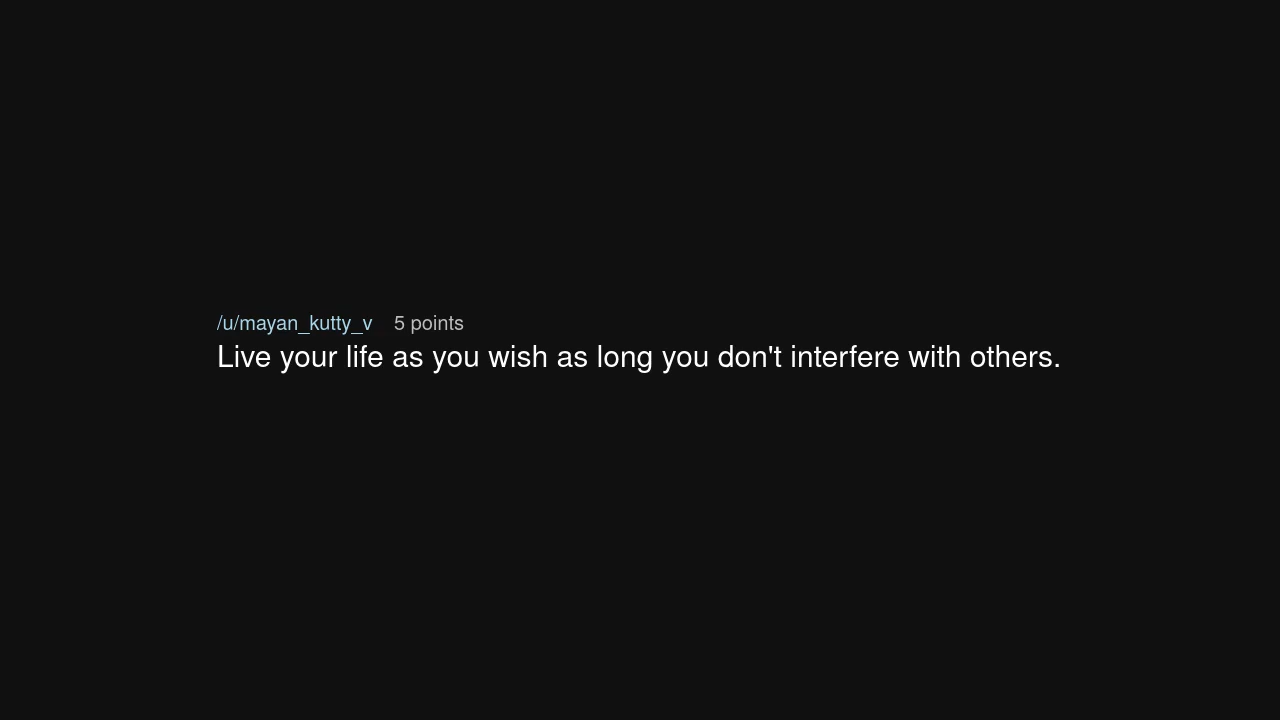 /u/mayan_kutty_v 5 points
Live your life as you wish as long you don't interfere with others.